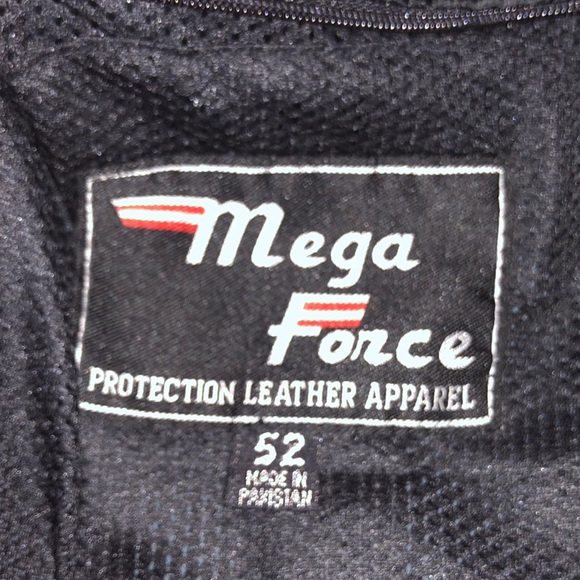 Mega
Force
PROTECTION LEATHER APPAREL
52
MADE IN
PAKISTAN